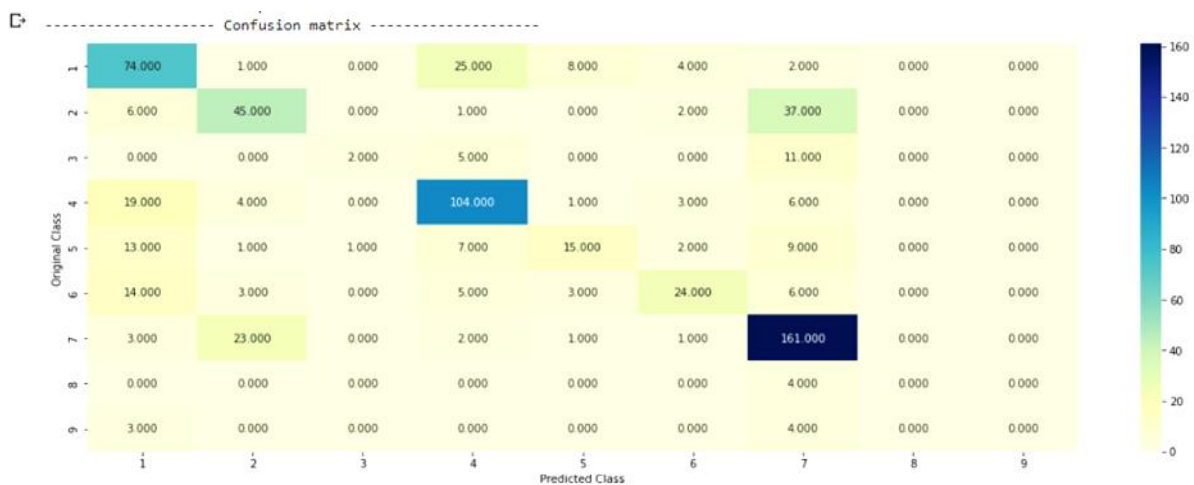 -------------------- Confusion matrix --------------------
160
1 74.000 1.000 0.000 25.000 8.000 4.000 2.000 0.000 0.000
2 6.000 45.000 0.000 1.000 0.000 2.000 37.000 0.000 0.000
140
3 0.000 0.000 2.000 5.000 0.000 0.000 11.000 0.000 0.000
120
4 19.000 4.000 0.000 104.000 1.000 3.000 6.000 0.000 0.000
100
Original Class
5 13.000 1.000 1.000 7.000 15.000 2.000 9.000 0.000 0.000
80
6 14.000 3.000 0.000 5.000 3.000 24.000 6.000 0.000 0.000
60
7 3.000 23.000 0.000 2.000 1.000 1.000 161.000 0.000 0.000
40
8 0.000 0.000 0.000 0.000 0.000 0.000 4.000 0.000 0.000
20
9 3.000 0.000 0.000 0.000 0.000 0.000 4.000 0.000 0.000
0
1 2 3 4 5 6 7 8 9
Predicted Class